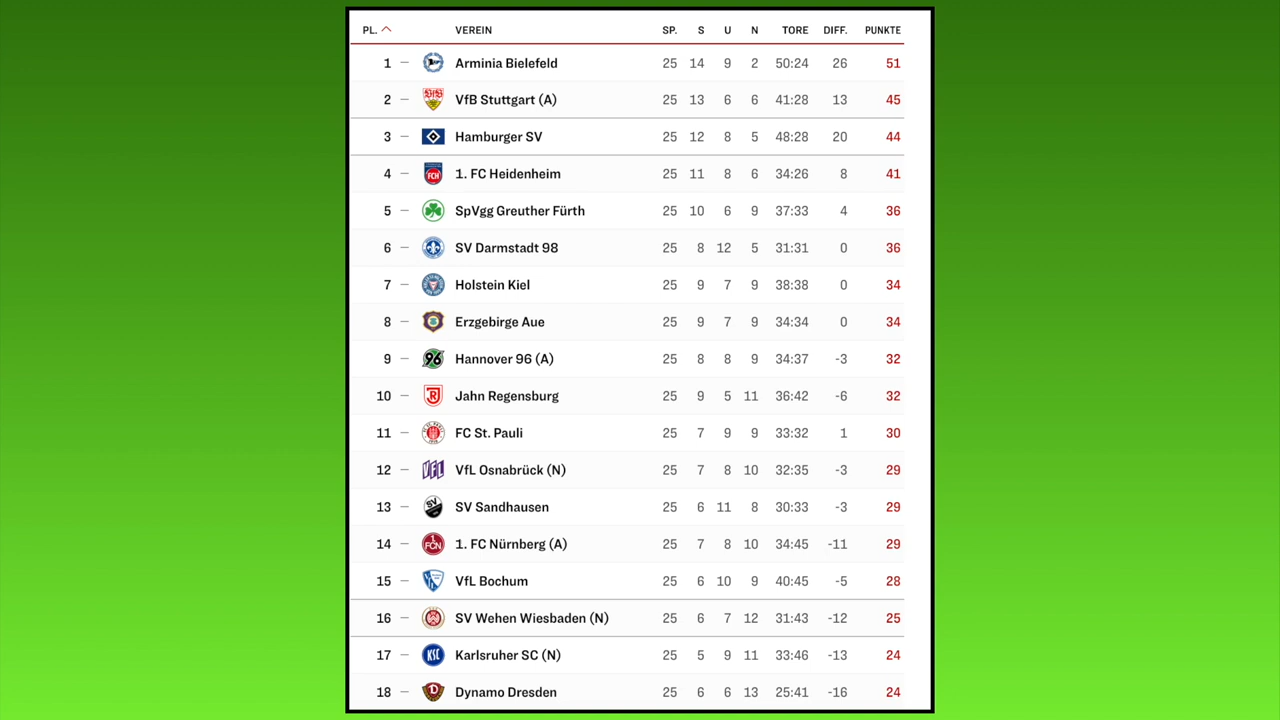 PL. VEREIN SP. S U N TORE DIFF. PUNKTE
1 – Arminia Bielefeld 25 14 9 2 50:24 26 51
2 – VfB Stuttgart (A) 25 13 6 6 41:28 13 45
3 – Hamburger SV 25 12 8 5 48:28 20 44
4 – 1. FC Heidenheim 25 11 8 6 34:26 8 41
5 – SpVgg Greuther Fürth 25 10 6 9 37:33 4 36
6 – SV Darmstadt 98 25 8 12 5 31:31 0 36
7 – Holstein Kiel 25 9 7 9 38:38 0 34
8 – Erzgebirge Aue 25 9 7 9 34:34 0 34
9 – 96 Hannover 96 (A) 25 8 8 9 34:37 -3 32
10 – Jahn Regensburg 25 9 5 11 36:42 -6 32
11 – FC St. Pauli 25 7 9 9 33:32 1 30
12 – VfL VfL Osnabrück (N) 25 7 8 10 32:35 -3 29
13 – SV SV Sandhausen 25 6 11 8 30:33 -3 29
14 – 1. FCN 1. FC Nürnberg (A) 25 7 8 10 34:45 -11 29
15 – VfL Bochum 25 6 10 9 40:45 -5 28
16 – SV Wehen Wiesbaden (N) 25 6 7 12 31:43 -12 25
17 – KSC Karlsruher SC (N) 25 5 9 11 33:46 -13 24
18 – D Dynamo Dresden 25 6 6 13 25:41 -16 24